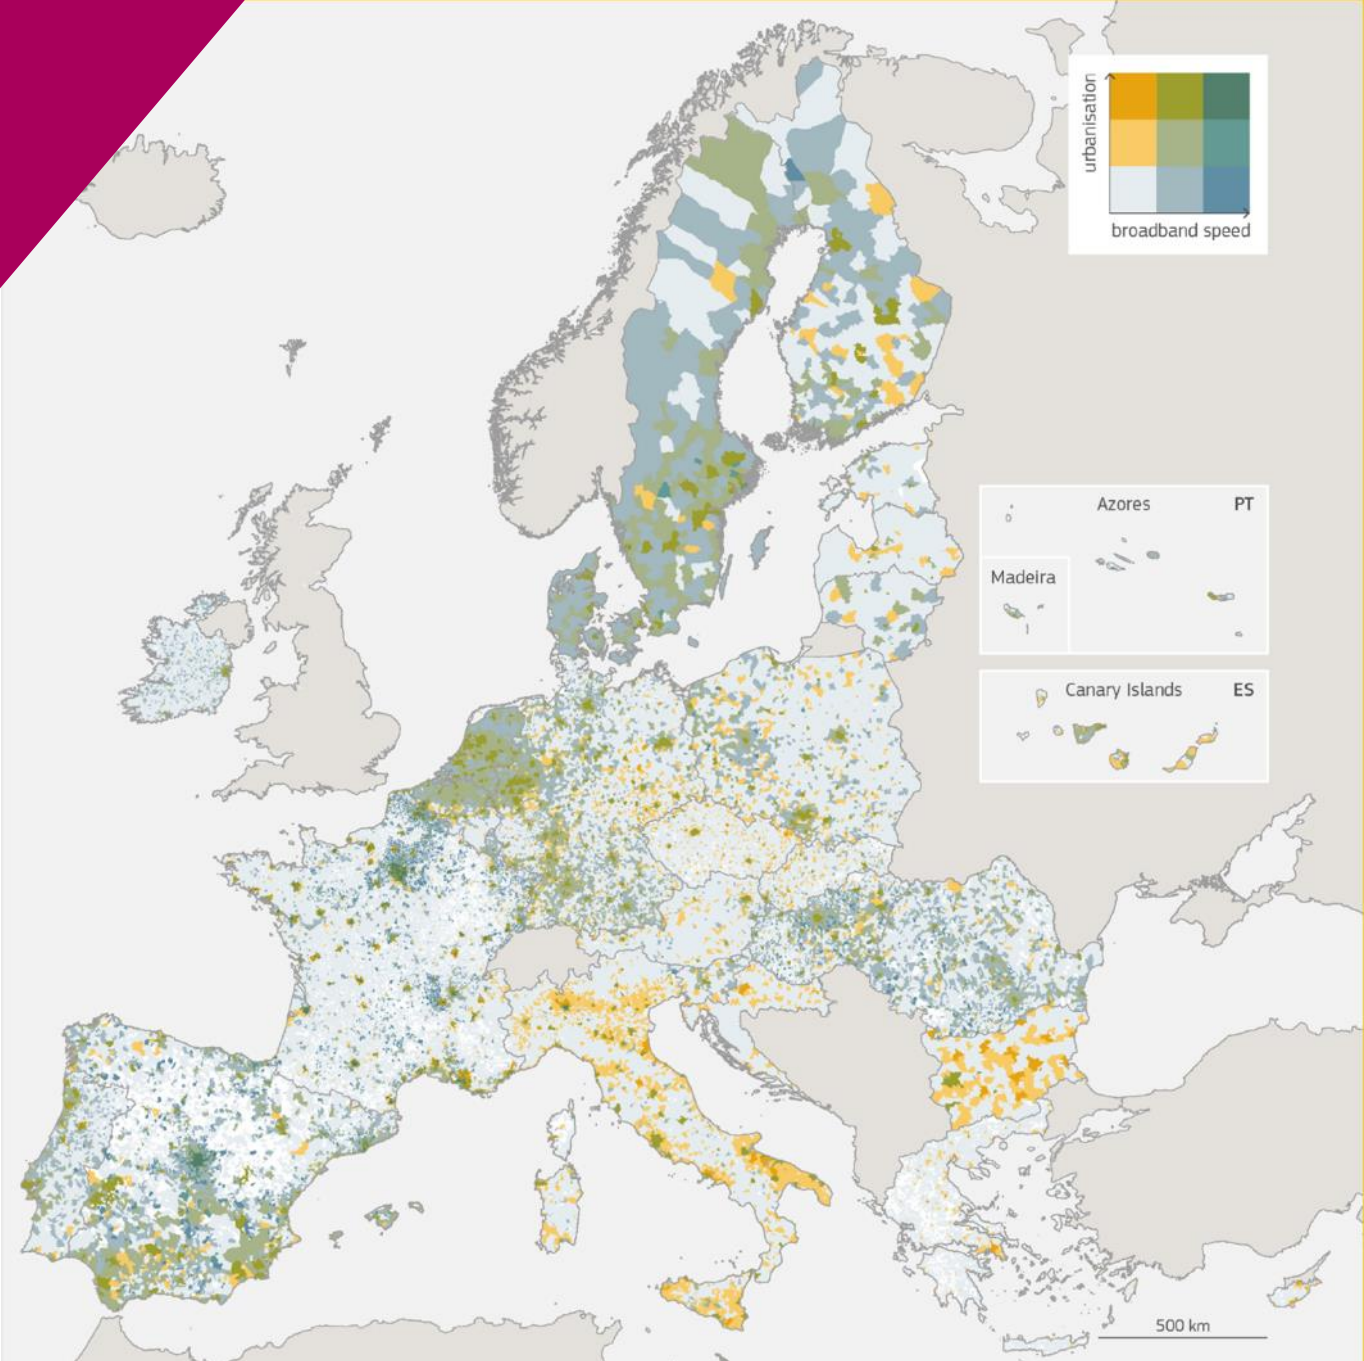 urbanisation
broadband speed
Azores
PT
Madeira
Canary Islands
ES
500 km